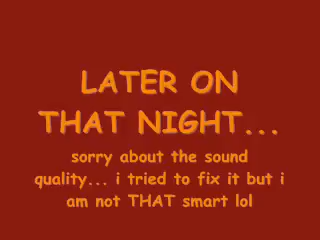 LATER ON
THAT NIGHT...
sorry about the sound
quality... i tried to fix it but i
am not THAT smart lol